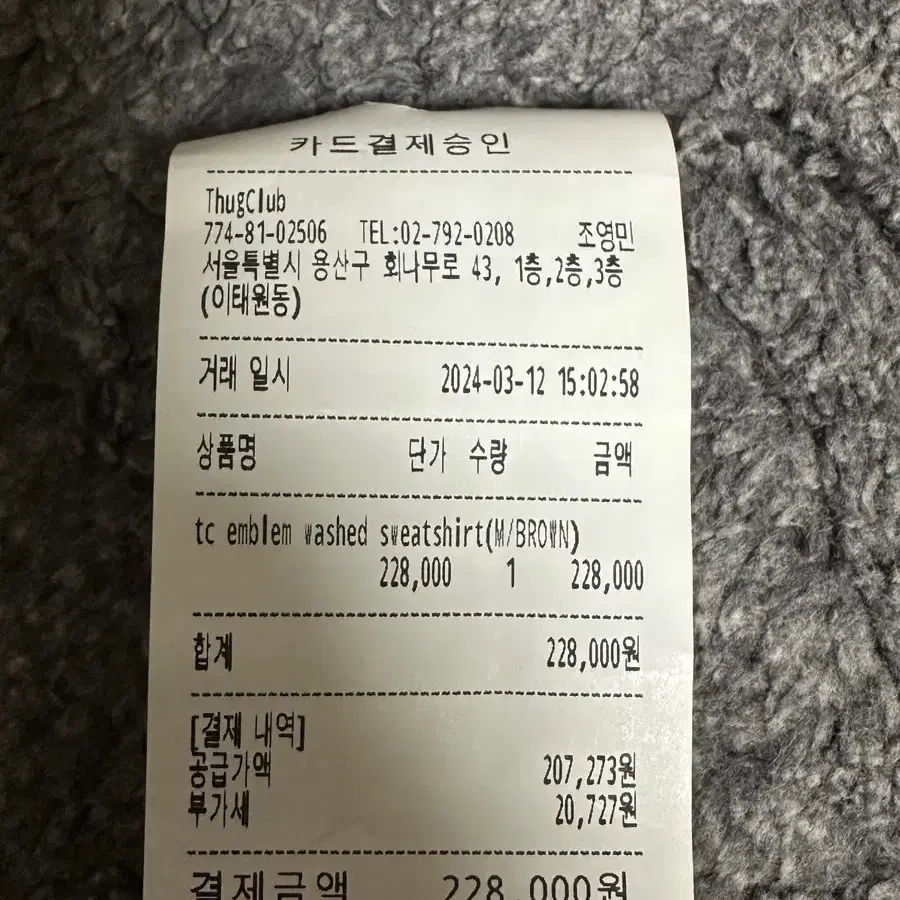 카드결제승인
ThugClub
774-81-02506 TEL:02-792-0208 조영민
서울특별시 용산구 회나무로 43, 1층,2층,3층
(이태원동)
거래 일시 2024-03-12 15:02:58
상품명 단가 수량 금액
tc emblem washed sweatshirt(M/BROWN)
228,000 1 228,000
합계 228,000원
[결제 내역]
공급가액 207,273원
부가세 20,727원
결제금액 228,000원